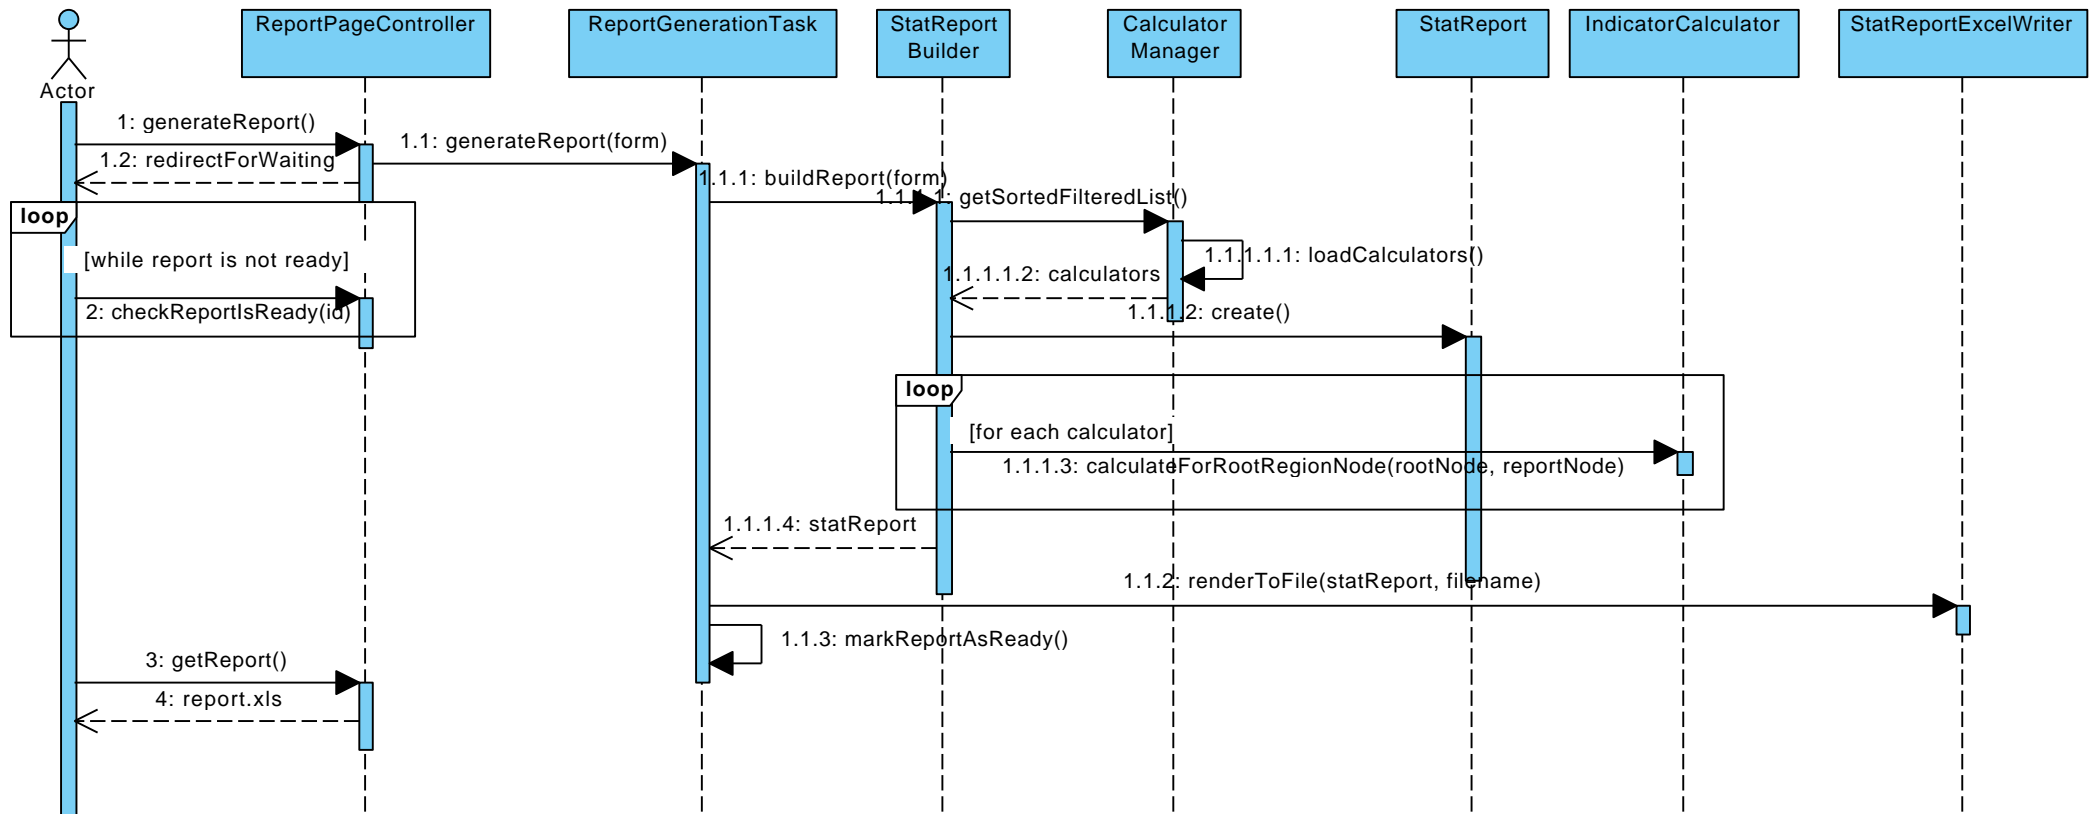 ReportPageController
ReportGenerationTask
StatReport
Builder
Calculator
Manager
StatReport
IndicatorCalculator
StatReportExcelWriter
Actor
1: generateReport()
1.1: generateReport(form)
1.2: redirectForWaiting
1.1.1: buildReport(form)
1.1.1.1: getSortedFilteredList()
loop
[while report is not ready]
1.1.1.1.1: loadCalculators()
1.1.1.1.2: calculators
2: checkReportIsReady(id)
1.1.1.2: create()
loop
[for each calculator]
1.1.1.3: calculateForRootRegionNode(rootNode, reportNode)
1.1.1.4: statReport
1.1.2: renderToFile(statReport, filename)
1.1.3: markReportAsReady()
3: getReport()
4: report.xls